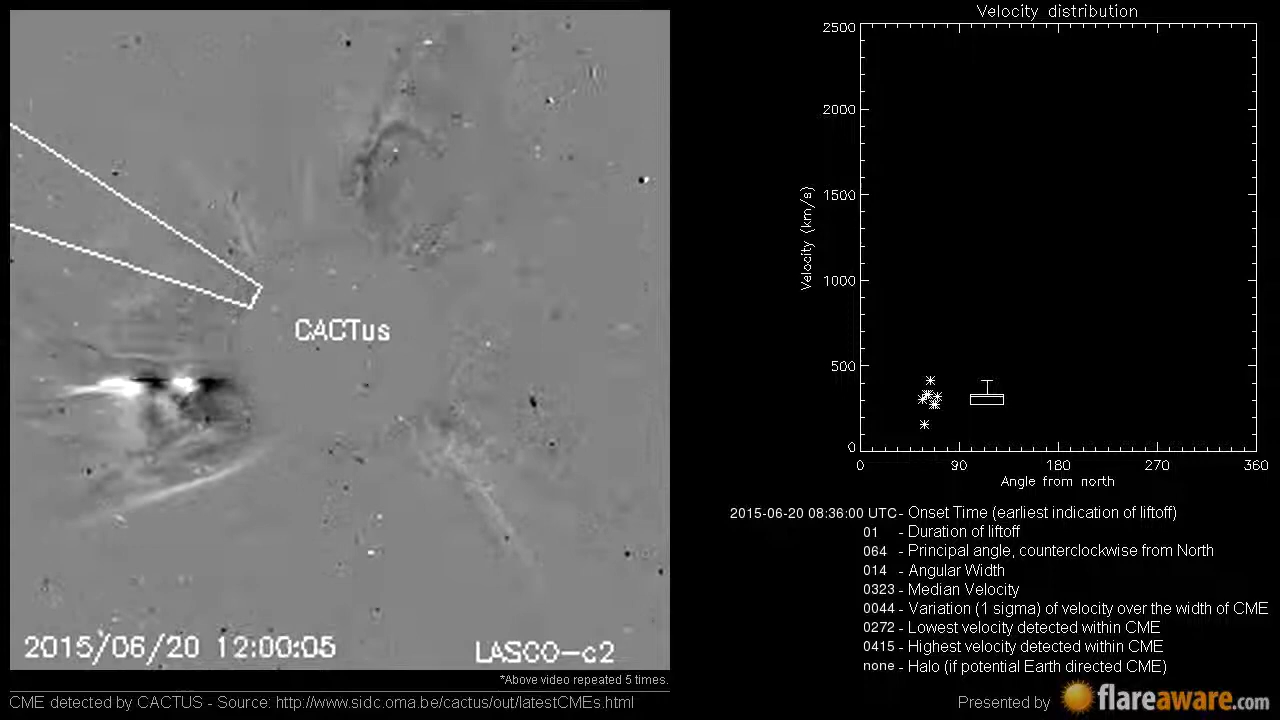 Velocity distribution
2500
2000
1500
1000
500
0
Velocity (km/s)
0 90 180 270 360
Angle from north
CACTus
2015/06/20 12:00:05 LASCO-c2
*Above video repeated 5 times.
CME detected by CACTUS - Source: http://www.sidc.oma.be/cactus/out/latestCMEs.html
2015-06-20 08:36:00 UTC - Onset Time (earliest indication of liftoff)
01 - Duration of liftoff
064 - Principal angle, counterclockwise from North
014 - Angular Width
0323 - Median Velocity
0044 - Variation (1 sigma) of velocity over the width of CME
0272 - Lowest velocity detected within CME
0415 - Highest velocity detected within CME
none - Halo (if potential Earth directed CME)
Presented by flareaware.com